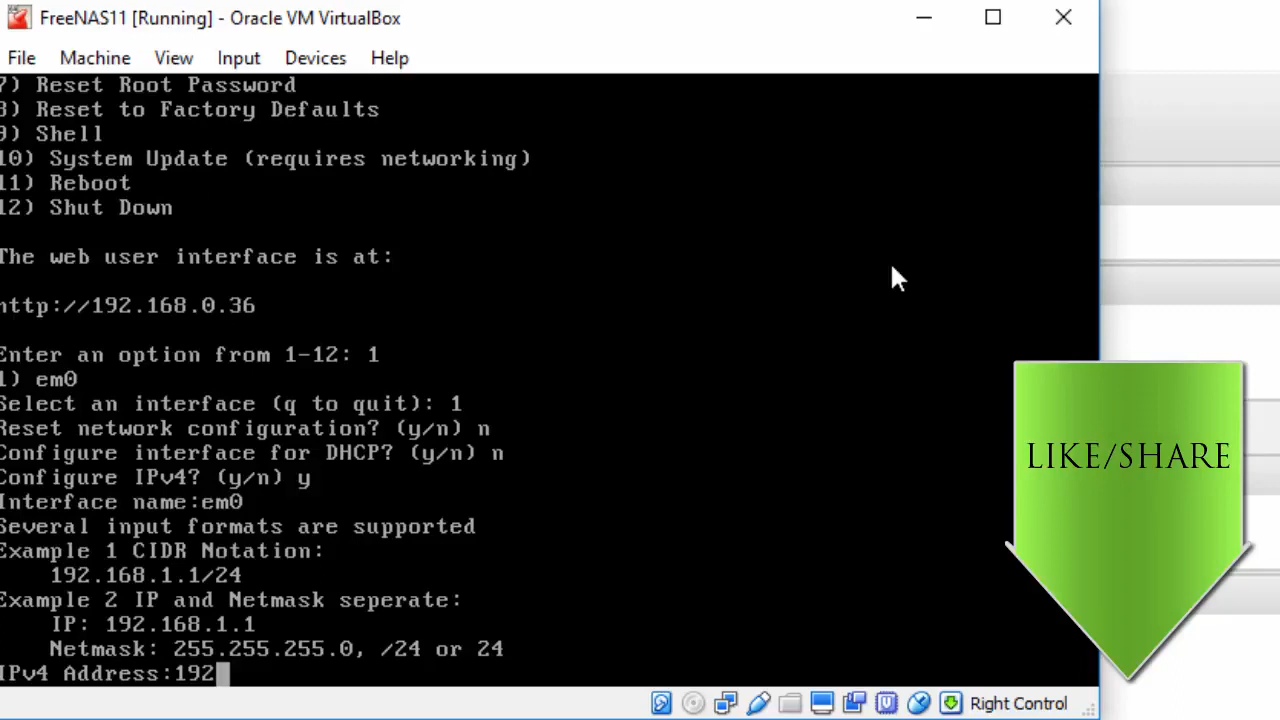 FreeNAS11 [Running] - Oracle VM VirtualBox
File Machine View Input Devices Help
7) Reset Root Password
8) Reset to Factory Defaults
9) Shell
10) System Update (requires networking)
11) Reboot
12) Shut Down
The web user interface is at:
http://192.168.0.36
Enter an option from 1-12: 1
1) em0
Select an interface (q to quit): 1
Reset network configuration? (y/n) n
Configure interface for DHCP? (y/n) n
Configure IPv4? (y/n) y
Interface name:em0
Several input formats are supported
Example 1 CIDR Notation:
192.168.1.1/24
Example 2 IP and Netmask seperate:
IP: 192.168.1.1
Netmask: 255.255.255.0, /24 or 24
IPv4 Address:192
LIKE/SHARE
Right Control